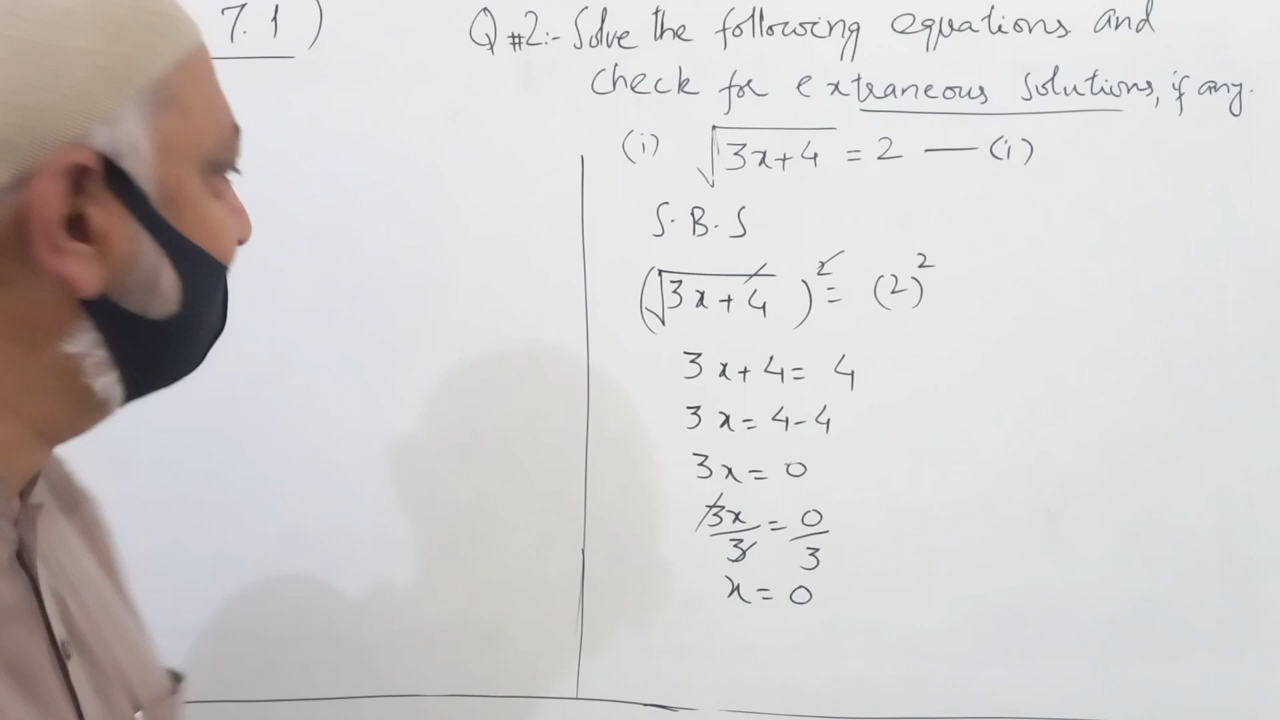 7.1)
Q#2:- Solve the following equations and
check for extraneous solutions, if any.
(i) √3x+4 = 2 — (i)
S.B.S
(√3x+4)² = (2)²
3x+4 = 4
3x = 4-4
3x = 0
3x/3 = 0/3
x = 0